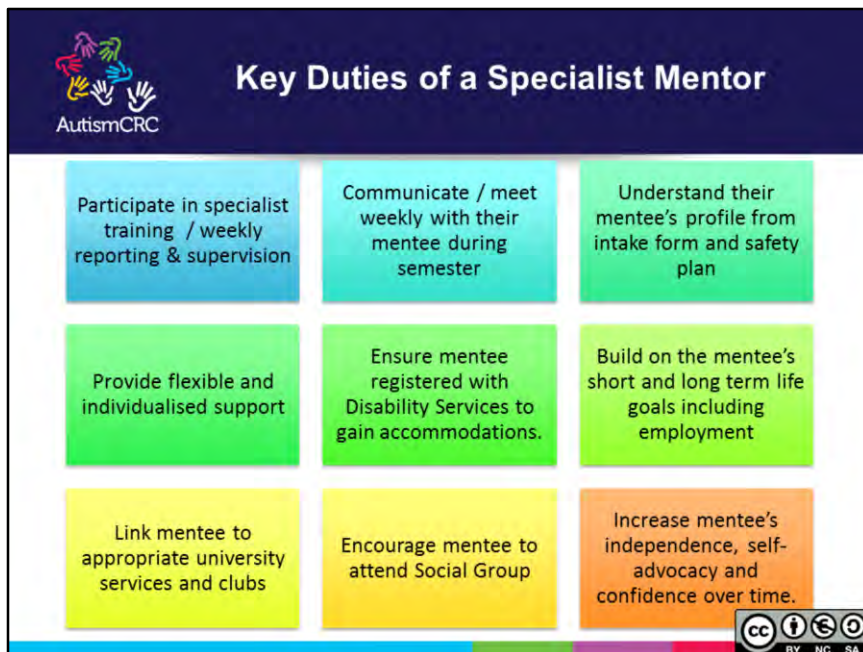 AutismCRC
Key Duties of a Specialist Mentor
Participate in specialist
training / weekly
reporting & supervision
Communicate / meet
weekly with their
mentee during
semester
Understand their
mentee's profile from
intake form and safety
plan
Provide flexible and
individualised support
Ensure mentee
registered with
Disability Services to
gain accommodations.
Build on the mentee's
short and long term life
goals including
employment
Link mentee to
appropriate university
services and clubs
Encourage mentee to
attend Social Group
Increase mentee's
independence, self-
advocacy and
confidence over time.
cc
BY NC SA